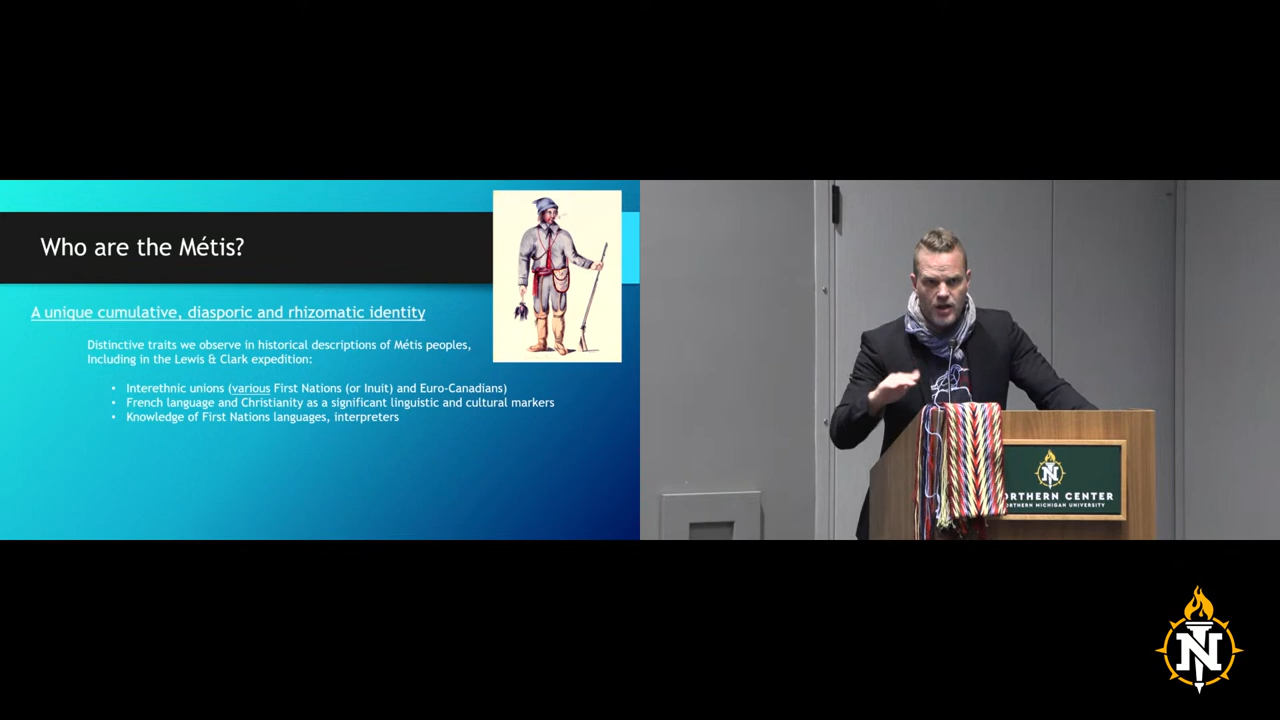 Who are the Métis?
A unique cumulative, diasporic and rhizomatic identity
Distinctive traits we observe in historical descriptions of Métis peoples,
Including in the Lewis & Clark expedition:
• Interethnic unions (various First Nations (or Inuit) and Euro-Canadians)
• French language and Christianity as a significant linguistic and cultural markers
• Knowledge of First Nations languages, interpreters
N
ORTHERN CENTER
ORTHERN MICHIGAN UNIVERSITY
N